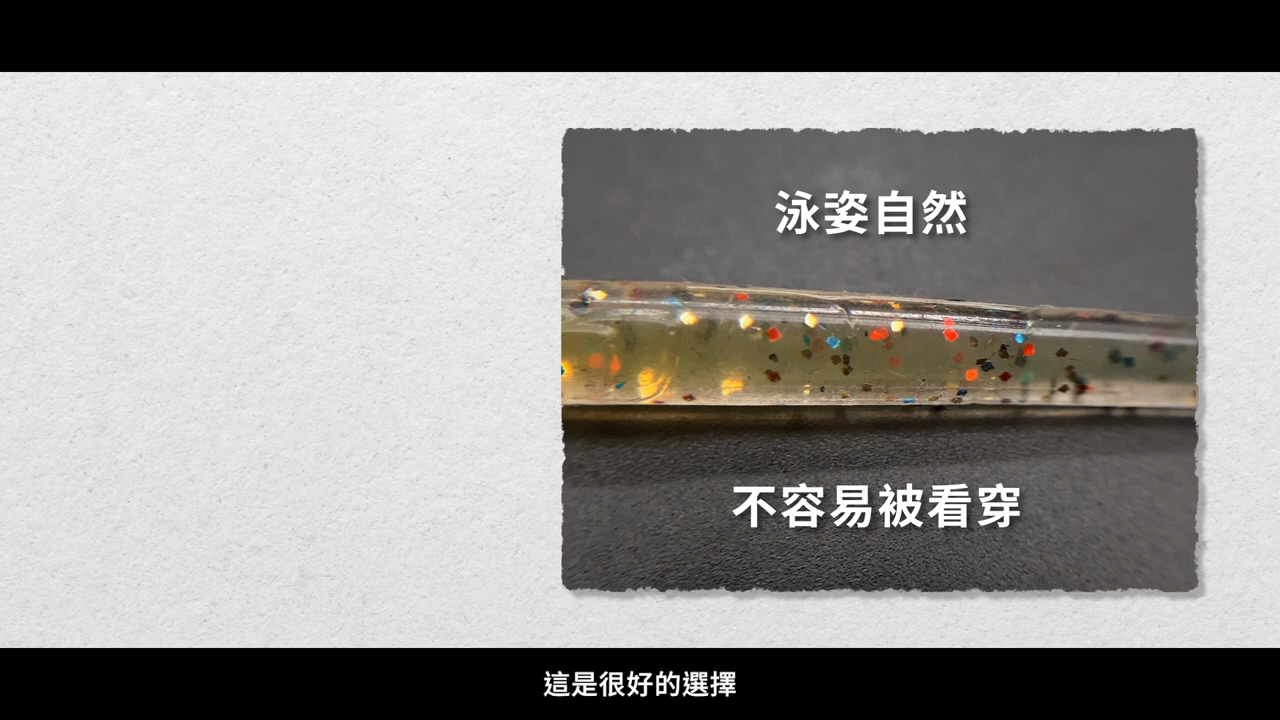 泳姿自然
不容易被看穿
這是很好的選擇